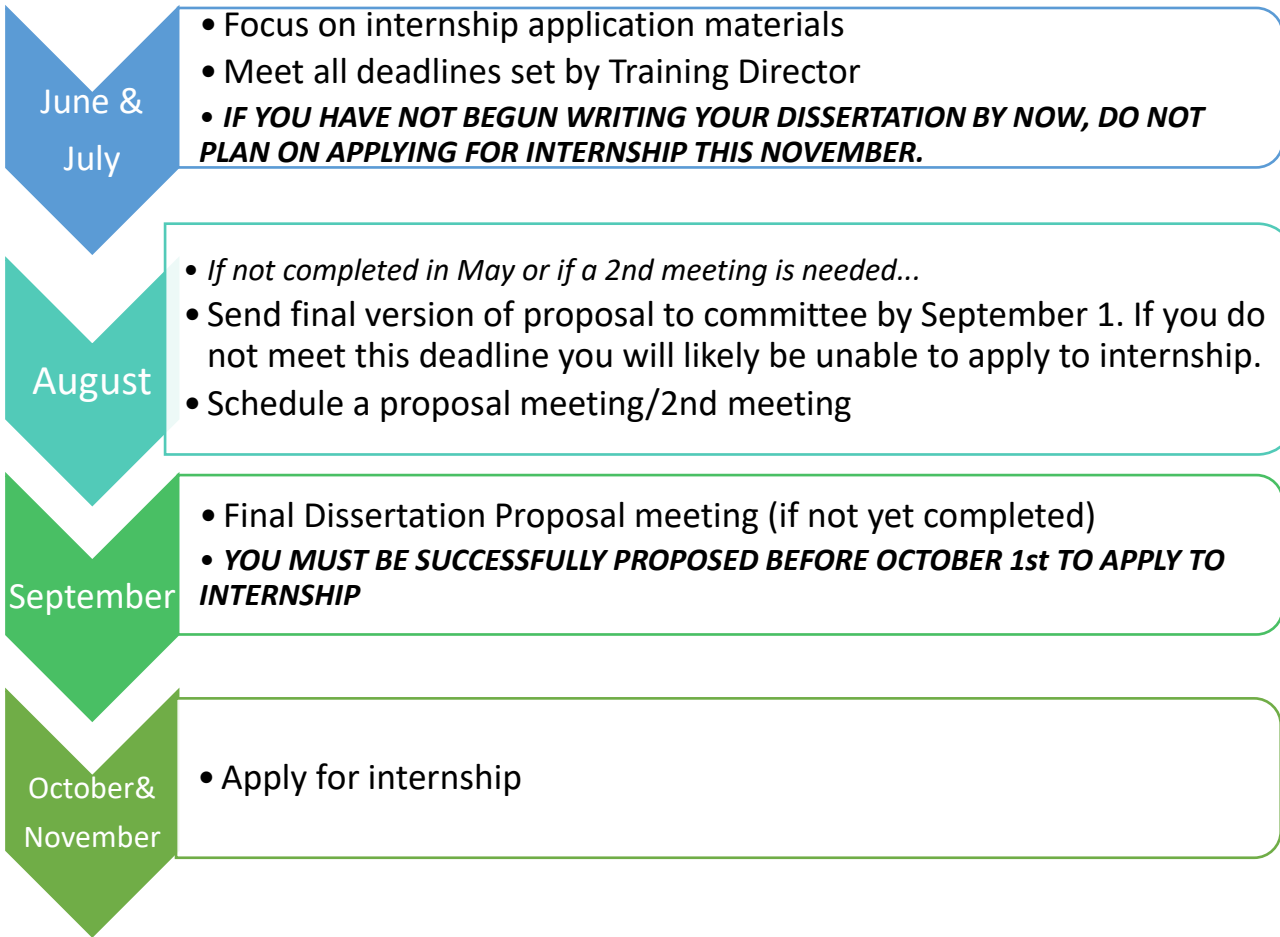 June &
July
• Focus on internship application materials
• Meet all deadlines set by Training Director
• IF YOU HAVE NOT BEGUN WRITING YOUR DISSERTATION BY NOW, DO NOT
PLAN ON APPLYING FOR INTERNSHIP THIS NOVEMBER.
August
• If not completed in May or if a 2nd meeting is needed...
• Send final version of proposal to committee by September 1. If you do
not meet this deadline you will likely be unable to apply to internship.
• Schedule a proposal meeting/2nd meeting
September
• Final Dissertation Proposal meeting (if not yet completed)
• YOU MUST BE SUCCESSFULLY PROPOSED BEFORE OCTOBER 1st TO APPLY TO
INTERNSHIP
October&
November
• Apply for internship